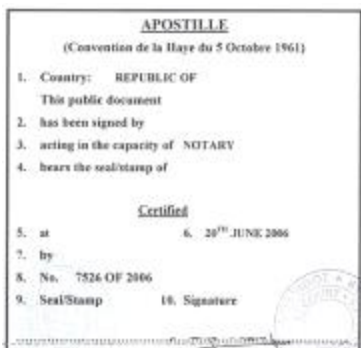 APOSTILLE
(Convention de la Haye du 5 Octobre 1961)
1. Country: REPUBLIC OF
This public document
2. has been signed by
3. acting in the capacity of NOTARY
4. bears the seal/stamp of
Certified
5. at 6. 20TH JUNE 2006
7. by
8. No. 7526 OF 2006
9. Seal/Stamp 10. Signature